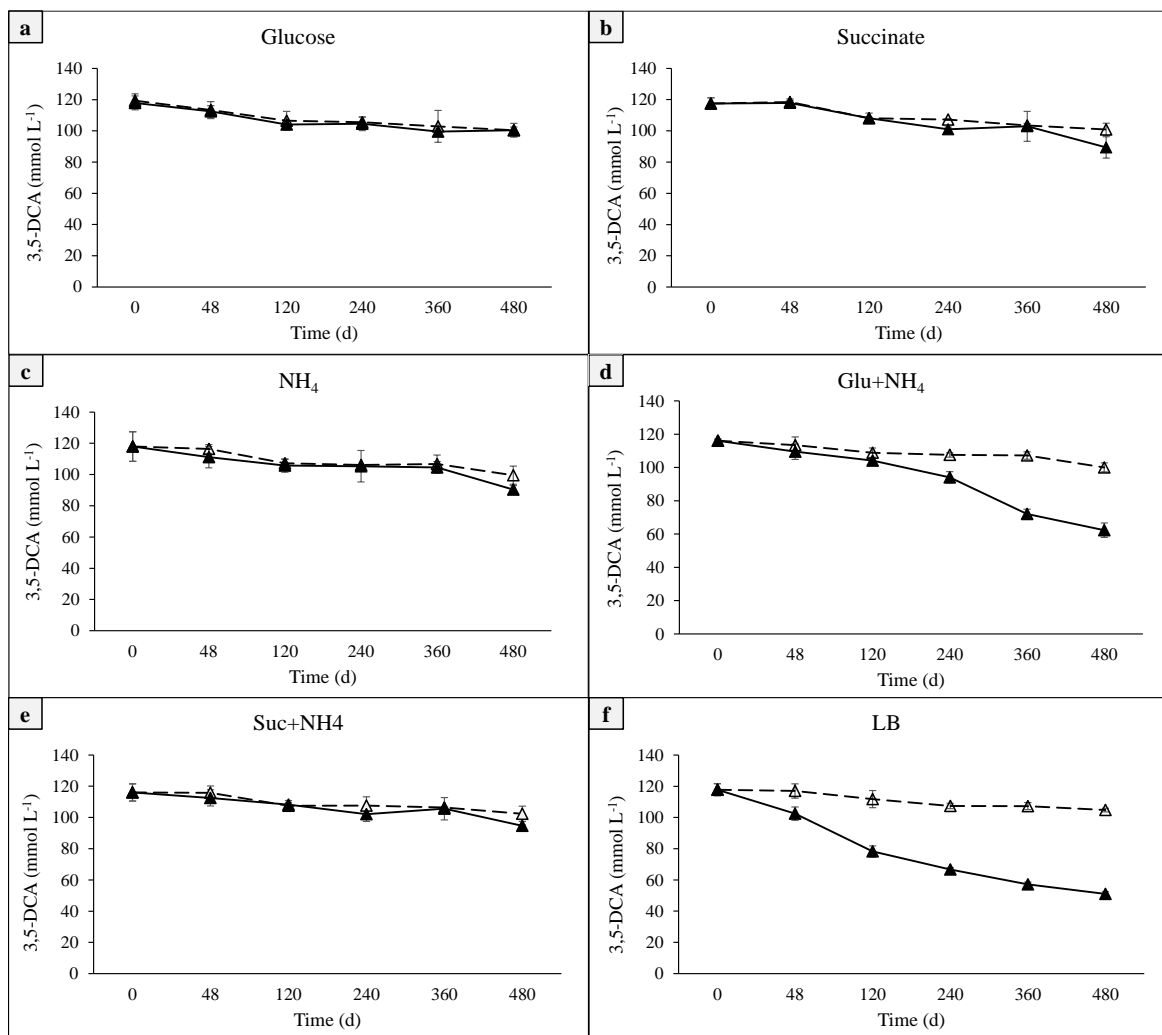 a
Glucose
3,5-DCA (mmol L⁻¹)
140
120
100
80
60
40
20
0
0 48 120 240 360 480
Time (d)
b
Succinate
3,5-DCA (mmol L⁻¹)
140
120
100
80
60
40
20
0
0 48 120 240 360 480
Time (d)
c
NH₄
3,5-DCA (mmol L⁻¹)
140
120
100
80
60
40
20
0
0 48 120 240 360 480
Time (d)
d
Glu+NH₄
3,5-DCA (mmol L⁻¹)
140
120
100
80
60
40
20
0
0 48 120 240 360 480
Time (d)
e
Suc+NH4
3,5-DCA (mmol L⁻¹)
140
120
100
80
60
40
20
0
0 48 120 240 360 480
Time (d)
f
LB
3,5-DCA (mmol L⁻¹)
140
120
100
80
60
40
20
0
0 48 120 240 360 480
Time (d)